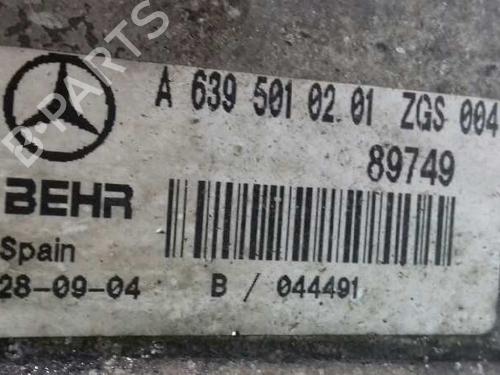 A 639 501 02 01 ZGS 004
89749
BEHR
Spain
28-09-04 B / 044491
B-PARTS